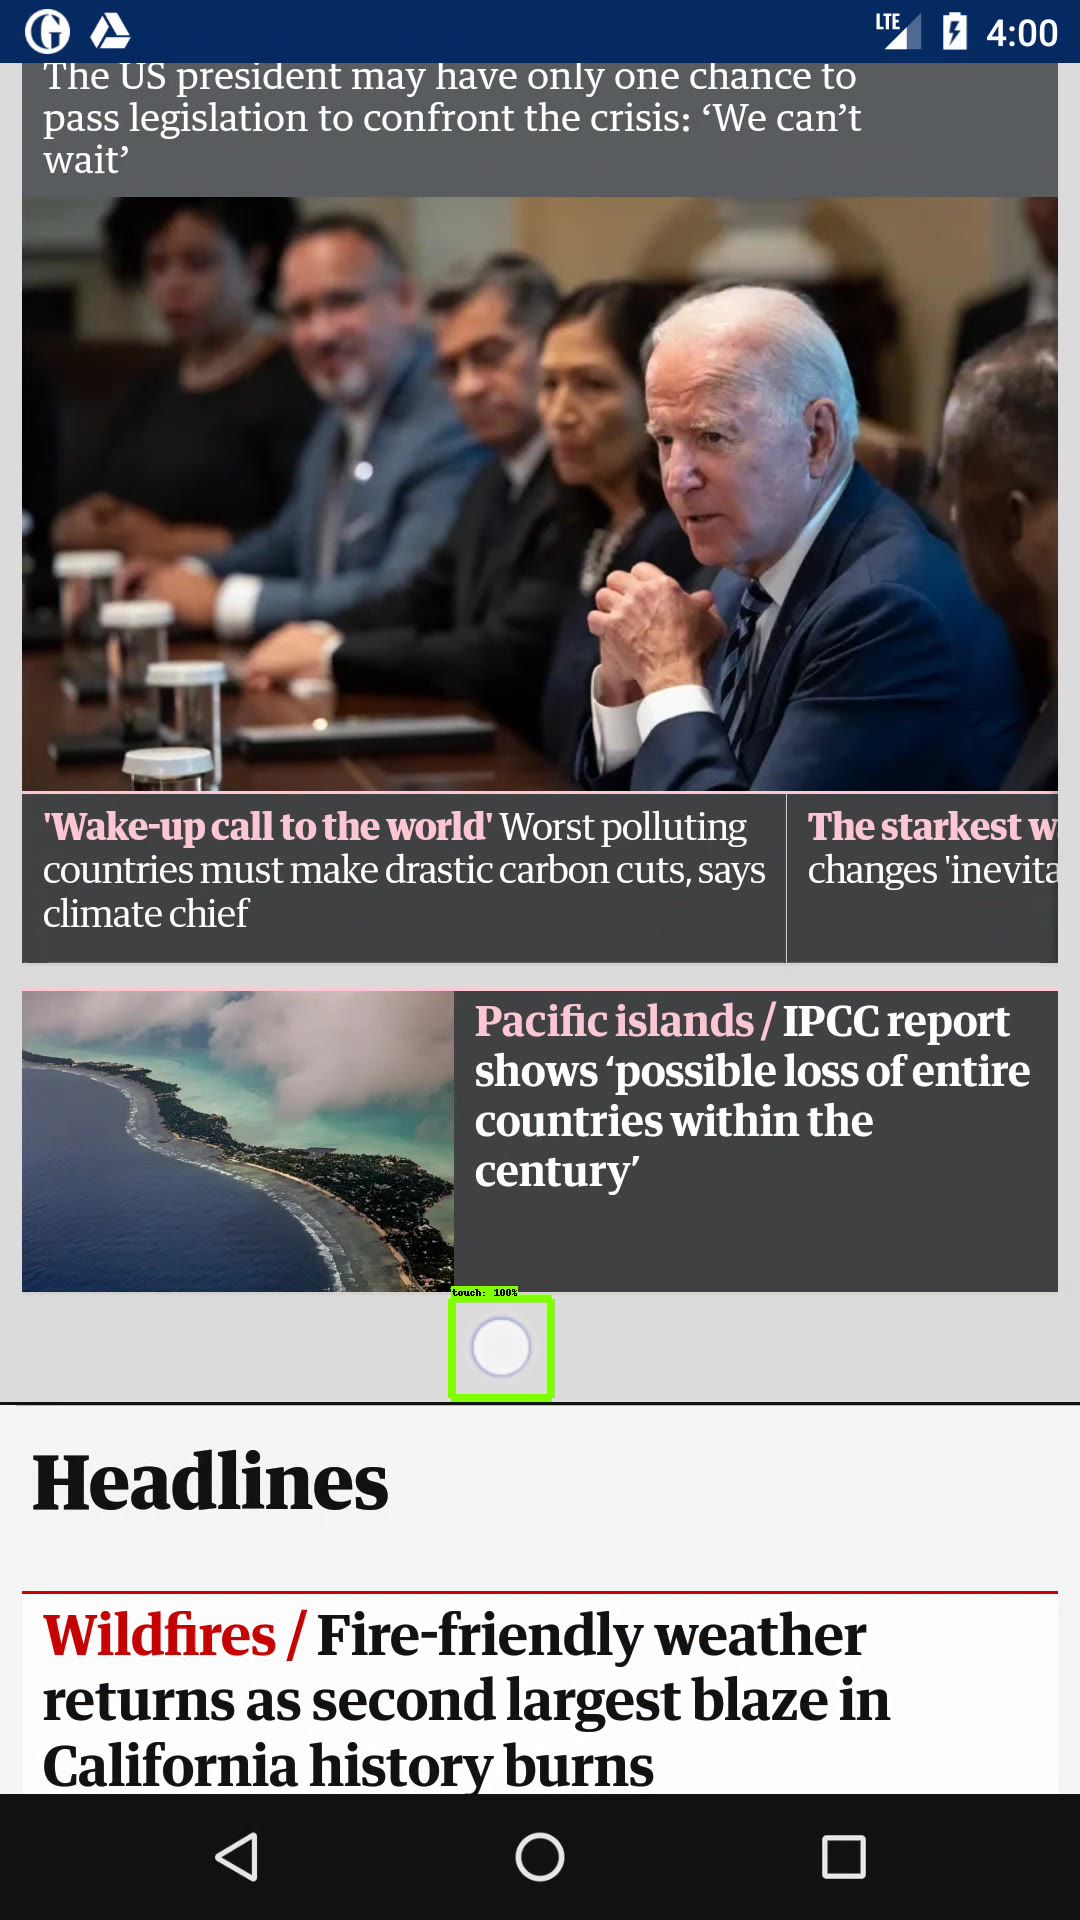 LTE 4:00
The US president may have only one chance to
pass legislation to confront the crisis: ‘We can’t
wait’
'Wake-up call to the world' Worst polluting
countries must make drastic carbon cuts, says
climate chief
The starkest
changes
Pacific islands / IPCC report
shows ‘possible loss of entire
countries within the
century’
touch: 100%
Headlines
Wildfires / Fire-friendly weather
returns as second largest blaze in
California history burns